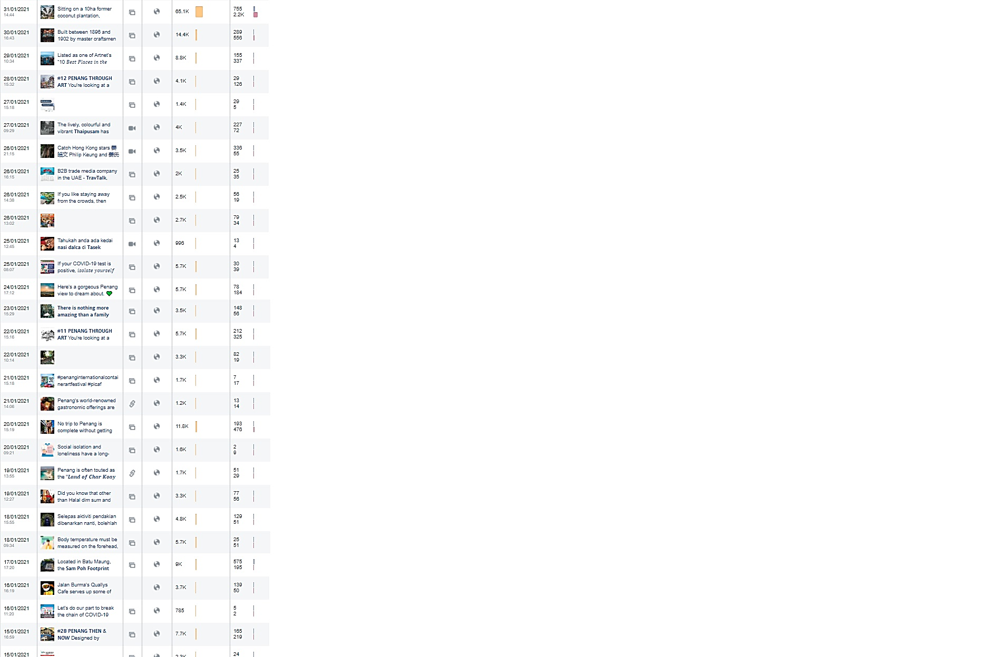 31/01/2021
14:44
Sitting on a 10ha former
coconut plantation,
65.1K
755
2.2K
30/01/2021
16:43
Built between 1896 and
1902 by master craftsmen
14.4K
289
556
29/01/2021
10:34
Listed as one of Artnet's
"10 Best Places in the
8.8K
155
337
28/01/2021
15:32
#12 PENANG THROUGH
ART You're looking at a
4.1K
29
126
27/01/2021
15:18
1.4K
29
5
27/01/2021
09:29
The lively, colourful and
vibrant Thaipusam has
4K
227
72
26/01/2021
21:15
Catch Hong Kong stars 姜
皓文 Philip Keung and 姜民
3.5K
336
55
26/01/2021
16:15
B2B trade media company
in the UAE - TravTalk,
2K
25
35
26/01/2021
14:38
If you like staying away
from the crowds, then
2.5K
56
19
26/01/2021
13:02
2.7K
79
34
25/01/2021
12:45
Tahukah anda ada kedai
nasi dalca di Tasek
996
13
4
25/01/2021
08:07
If your COVID-19 test is
positive, isolate yourself
5.7K
30
39
24/01/2021
17:12
Here's a gorgeous Penang
view to dream about. 💚
5.7K
78
184
23/01/2021
15:29
There is nothing more
amazing than a family
3.5K
148
56
22/01/2021
15:16
#11 PENANG THROUGH
ART You're looking at a
5.7K
212
325
22/01/2021
10:14
3.3K
82
19
21/01/2021
15:18
#penanginternationalcontai
nerartfestival #picaf
1.7K
7
17
21/01/2021
14:06
Penang's world-renowned
gastronomic offerings are
1.2K
13
14
20/01/2021
15:19
No trip to Penang is
complete without getting
11.8K
193
476
20/01/2021
09:21
Social isolation and
loneliness have a long-
1.6K
2
9
19/01/2021
13:55
Penang is often touted as
the "Land of Char Koay
1.7K
51
29
19/01/2021
12:27
Did you know that other
than Halal dim sum and
3.3K
77
56
18/01/2021
15:55
Selepas aktiviti pendakian
dibenarkan nanti, bolehlah
4.8K
129
51
18/01/2021
09:34
Body temperature must be
measured on the forehead,
5.7K
25
51
17/01/2021
17:20
Located in Batu Maung,
the Sam Poh Footprint
9K
575
195
16/01/2021
16:19
Jalan Burma's Quallys
Cafe serves up some of
3.7K
139
50
16/01/2021
11:20
Let's do our part to break
the chain of COVID-19
785
5
2
15/01/2021
16:59
#28 PENANG THEN &
NOW Designed by
7.7K
165
219
15/01/2021
24